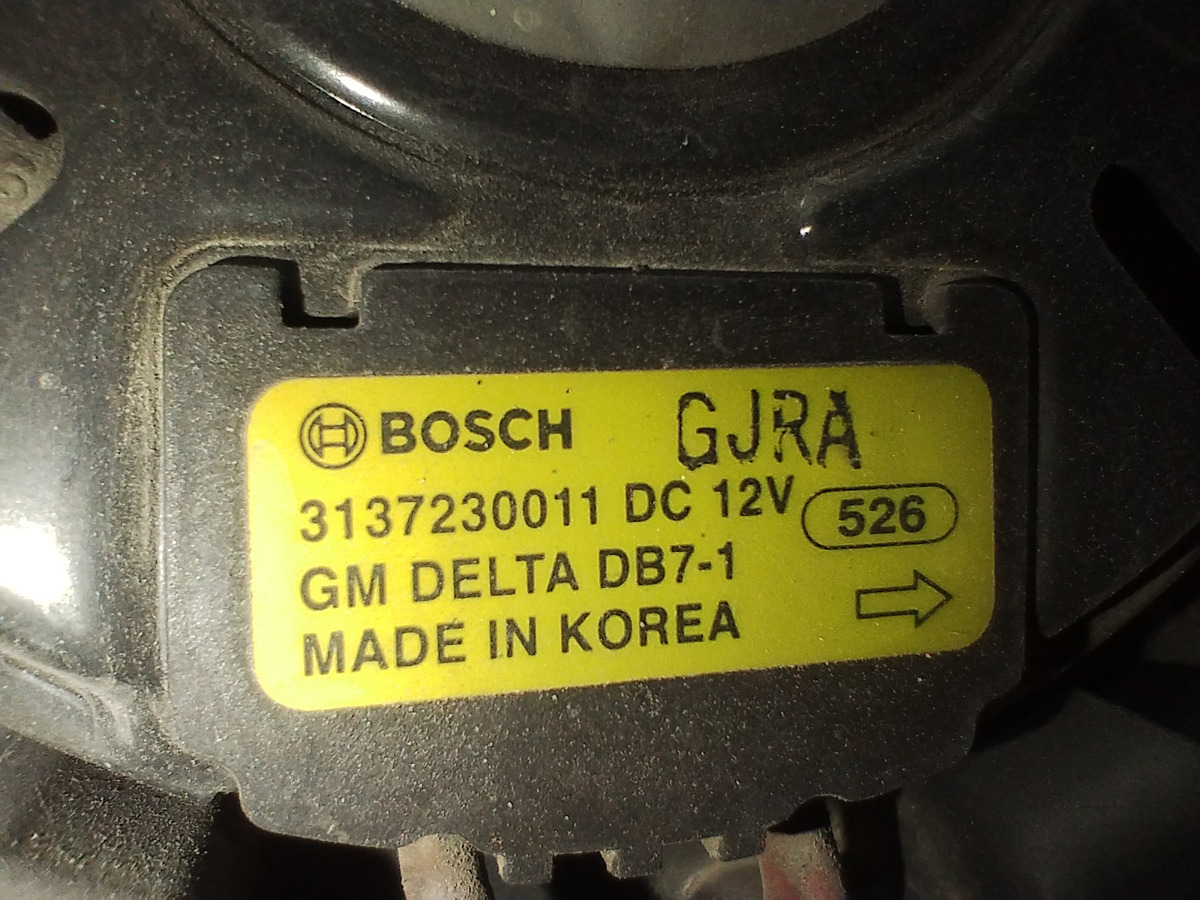 BOSCH GJRA
3137230011 DC 12V 526
GM DELTA DB7-1
MADE IN KOREA